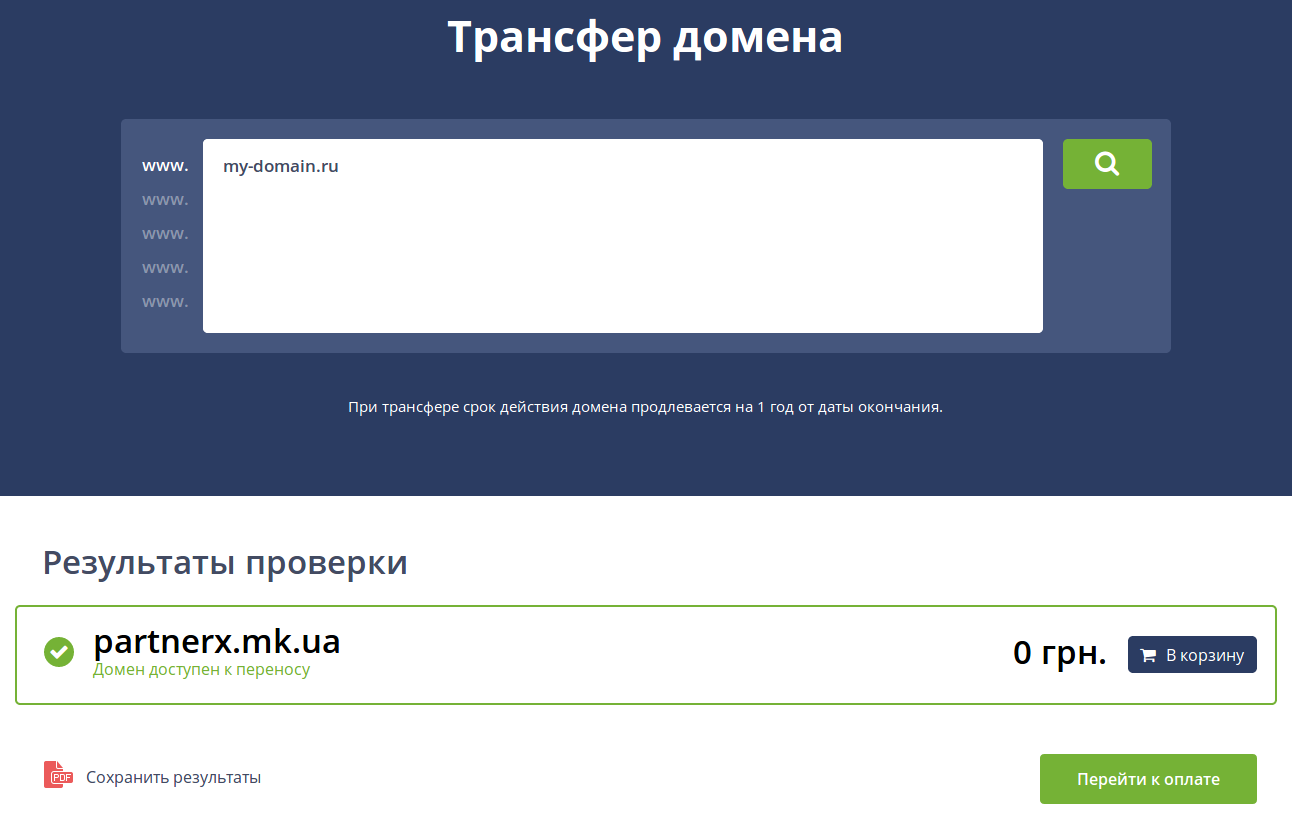 Трансфер домена
www.
my-domain.ru
www.
www.
www.
www.
При трансфере срок действия домена продлевается на 1 год от даты окончания.
Результаты проверки
partnerx.mk.ua
Домен доступен к переносу
0 грн.
В корзину
PDF
Сохранить результаты
Перейти к оплате